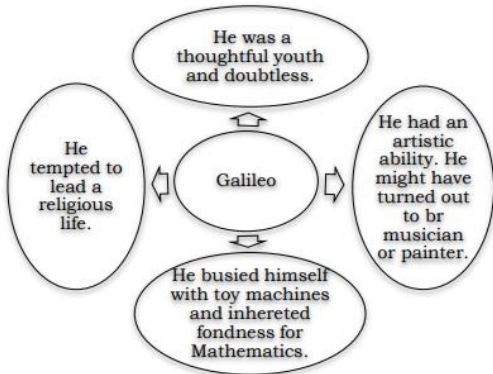 He was a
thoughtful youth
and doubtless.
He
tempted to
lead a
religious
life.
Galileo
He had an
artistic
ability. He
might have
turned out
to br
musician
or painter.
He busied himself
with toy machines
and inhereted
fondness for
Mathematics.